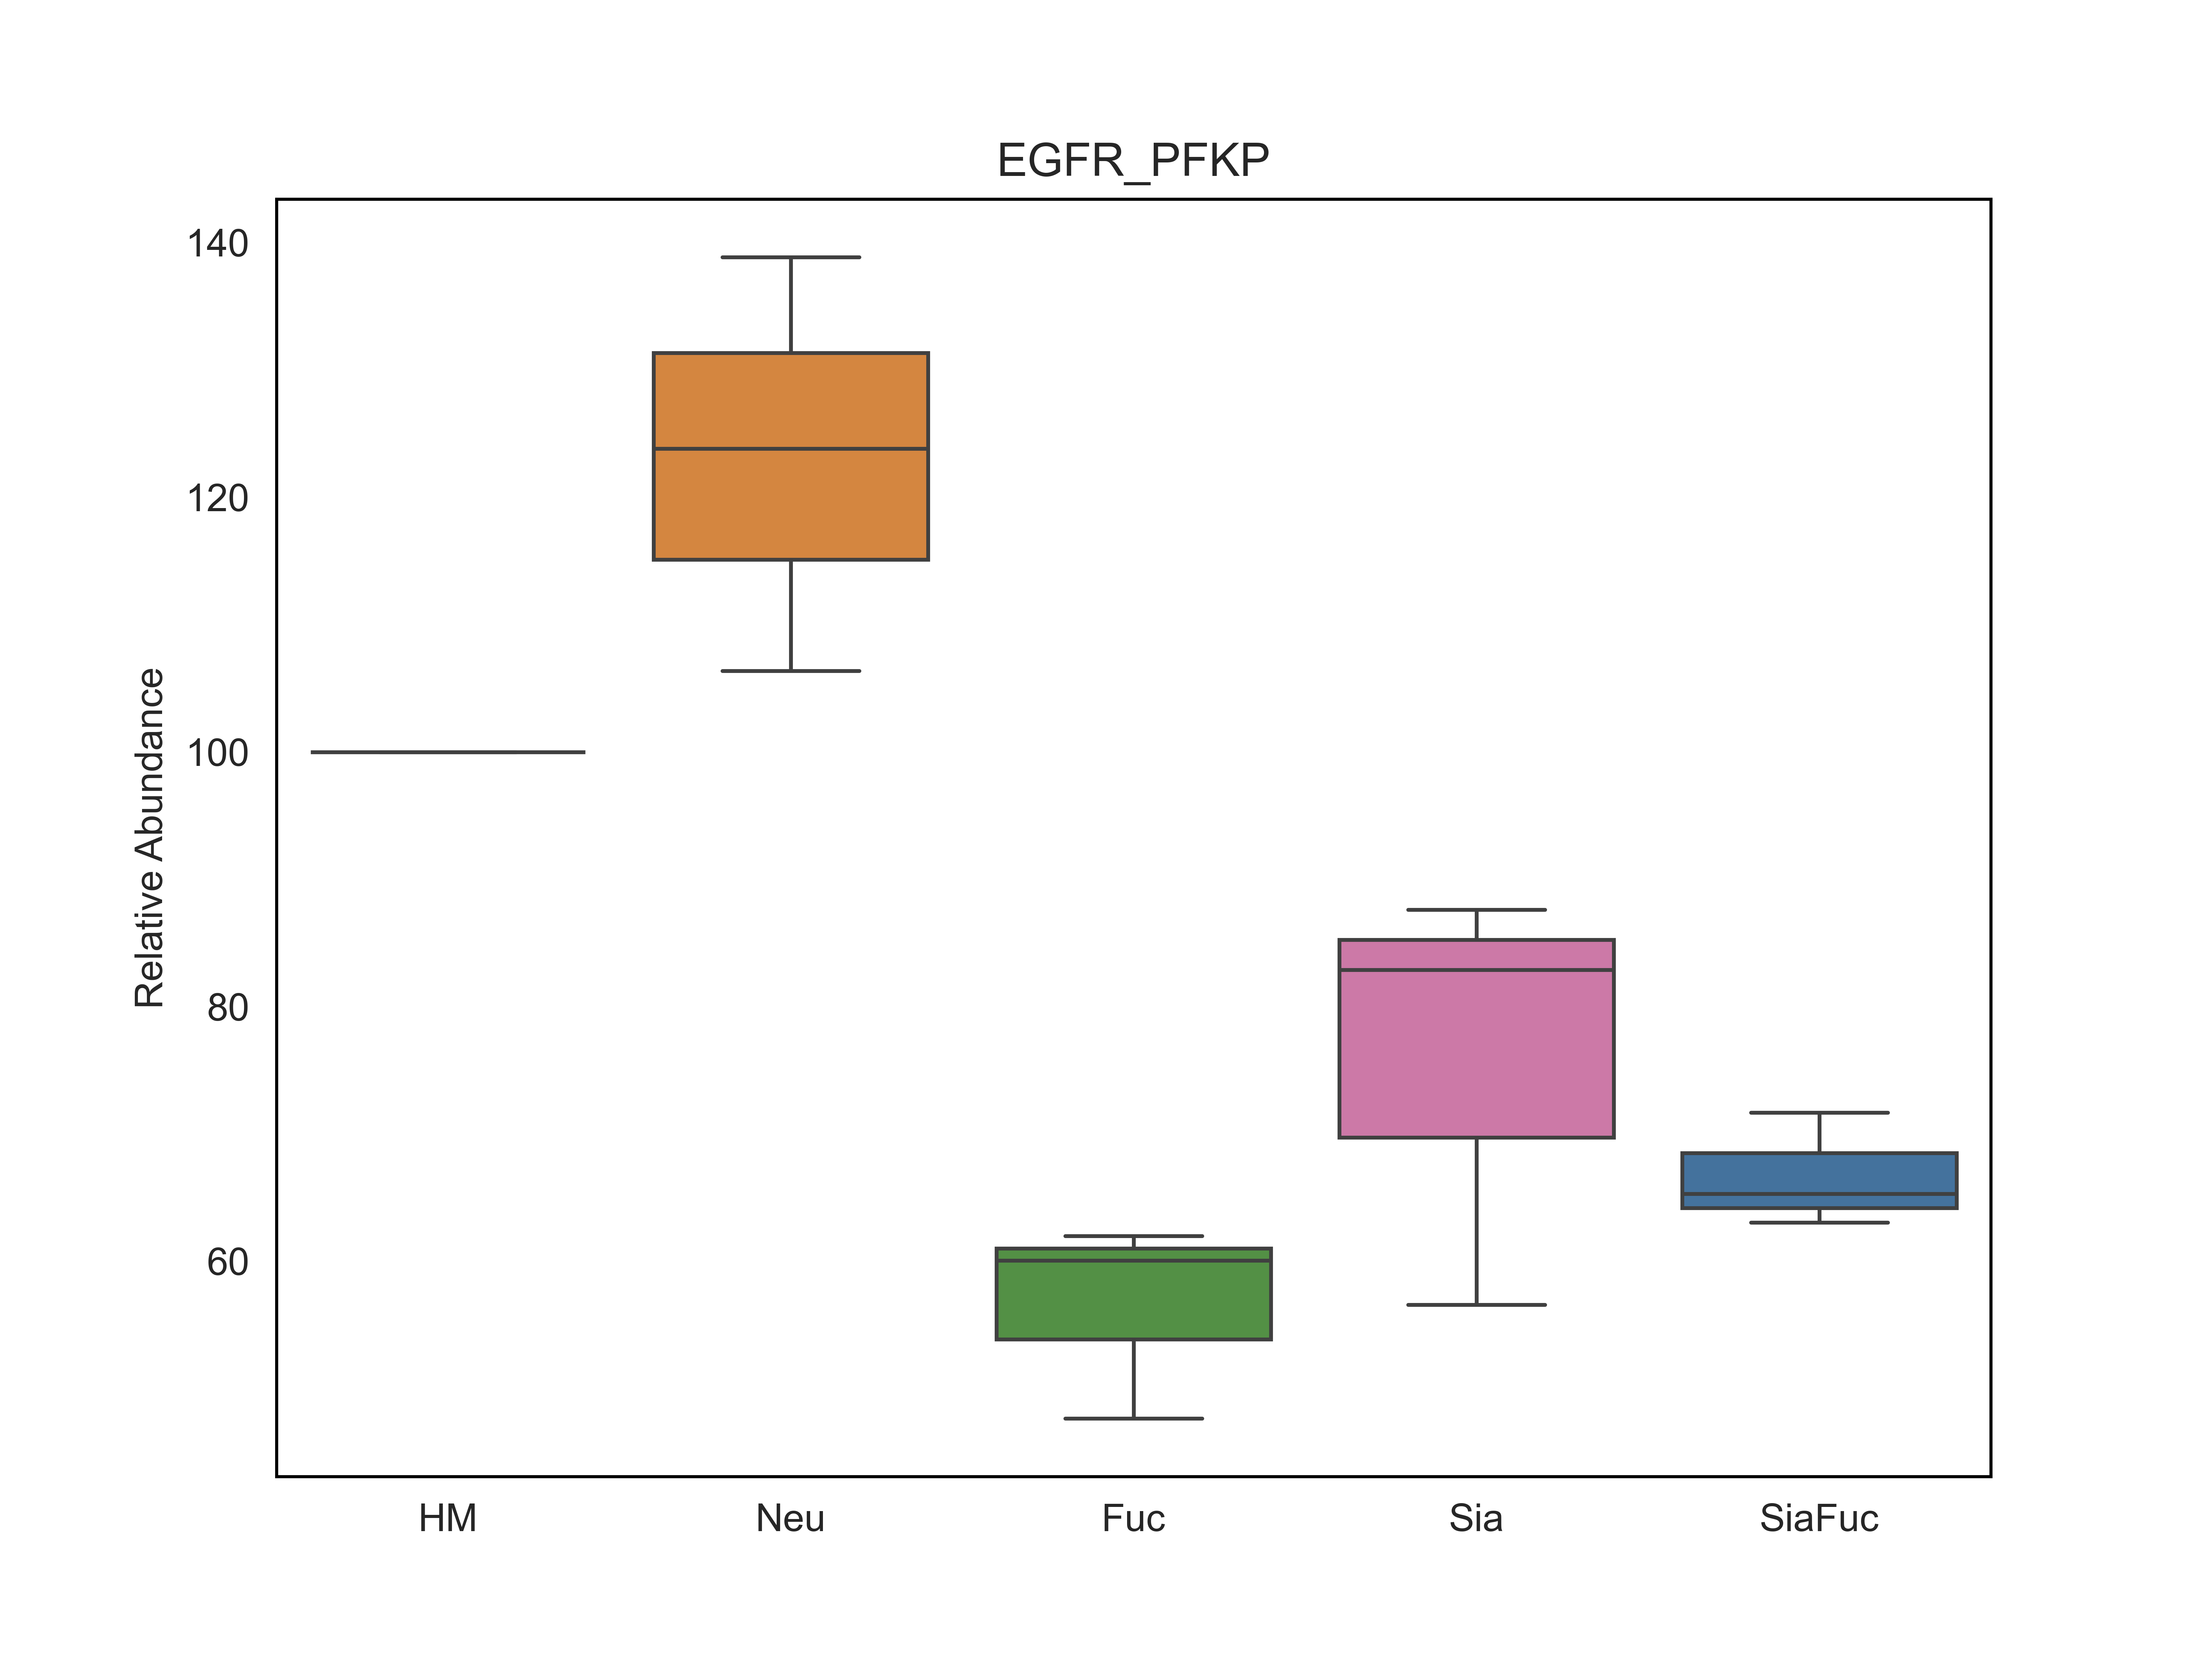 EGFR_PFKP
Relative Abundance
140
120
100
80
60
HM
Neu
Fuc
Sia
SiaFuc